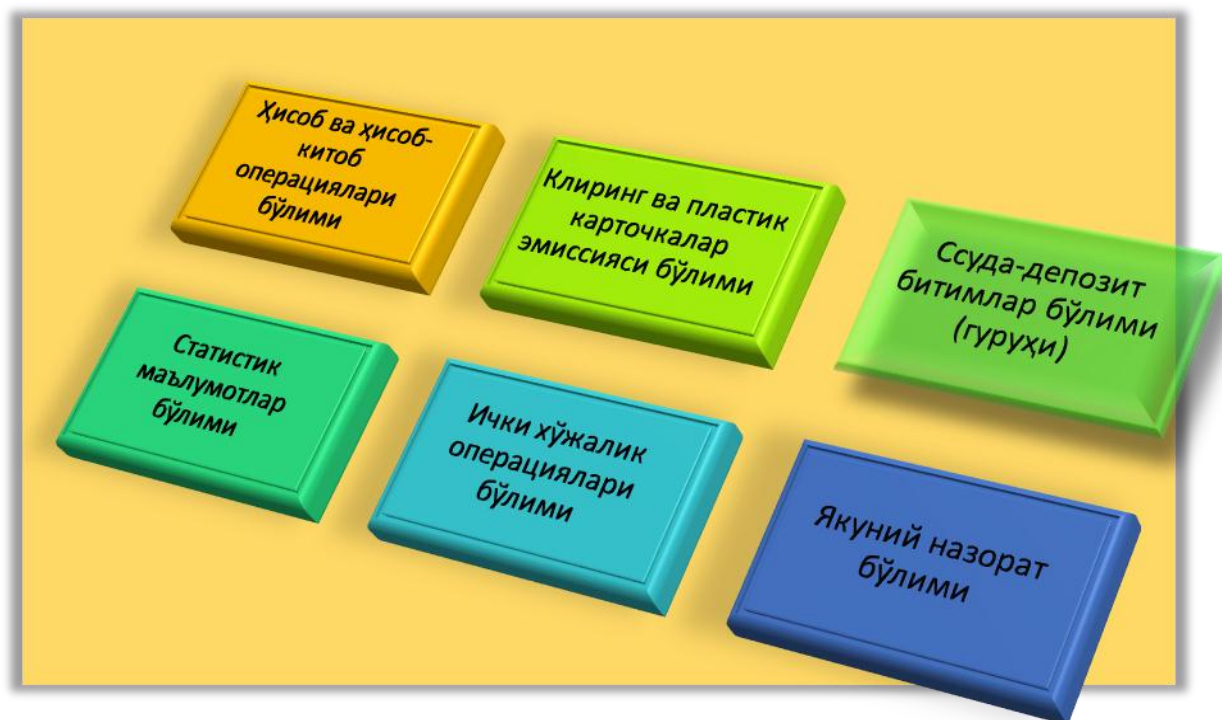 Ҳисоб ва ҳисоб-
китоб
операциялари
бўлими
Клиринг ва пластик
карточкалар
эмиссияси бўлими
Ссуда-депозит
битимлар бўлими
(гуруҳи)
Статистик
маълумотлар
бўлими
Ички хўжалик
операциялари
бўлими
Якуний назорат
бўлими